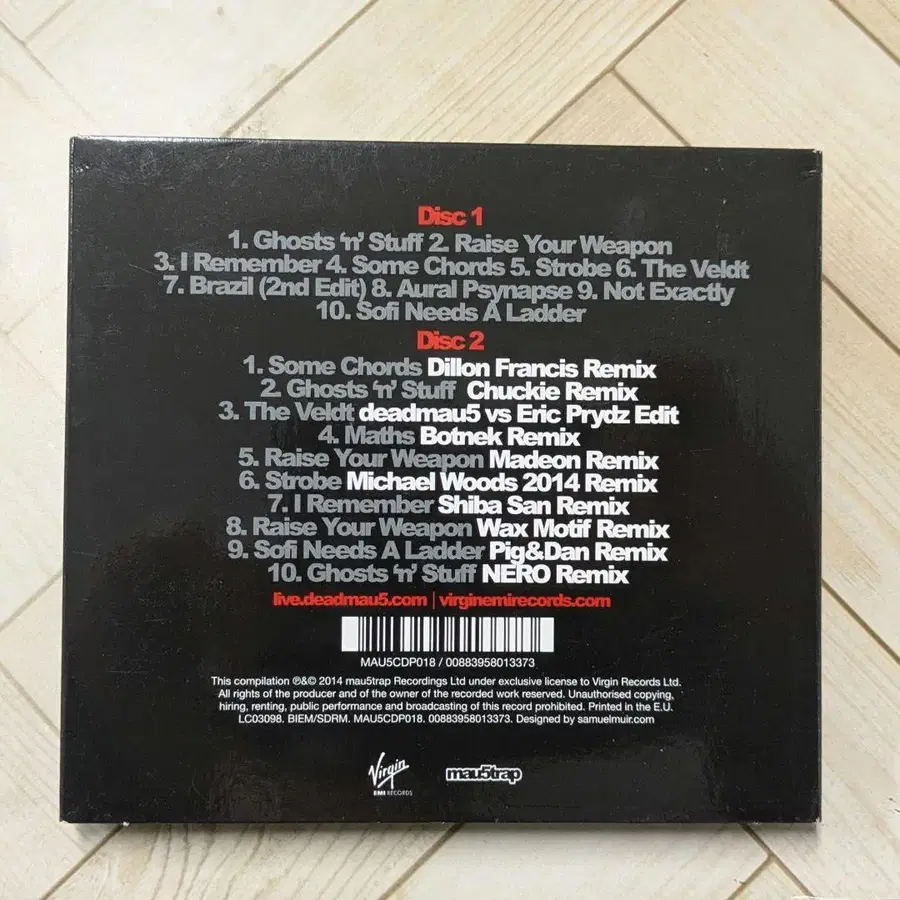 Disc 1
1. Ghosts 'n' Stuff 2. Raise Your Weapon
3. I Remember 4. Some Chords 5. Strobe 6. The Veldt
7. Brazil (2nd Edit) 8. Aural Psynapse 9. Not Exactly
10. Sofi Needs A Ladder
Disc 2
1. Some Chords Dillon Francis Remix
2. Ghosts 'n' Stuff Chuckie Remix
3. The Veldt deadmau5 vs Eric Prydz Edit
4. Maths Botnek Remix
5. Raise Your Weapon Madeon Remix
6. Strobe Michael Woods 2014 Remix
7. I Remember Shiba San Remix
8. Raise Your Weapon Wax Motif Remix
9. Sofi Needs A Ladder Pig&Dan Remix
10. Ghosts 'n' Stuff NERO Remix
live.deadmau5.com | virginemirecords.com
MAU5CDP018 / 00883958013373
This compilation ℗&© 2014 mau5trap Recordings Ltd under exclusive license to Virgin Records Ltd.
All rights of the producer and of the owner of the recorded work reserved. Unauthorised copying,
hiring, renting, public performance and broadcasting of this record prohibited. Printed in the E.U.
LC03098. BIEM/SDRM. MAU5CDP018. 00883958013373. Designed by samuelmuir.com
Virgin
EMI RECORDS
mau5trap